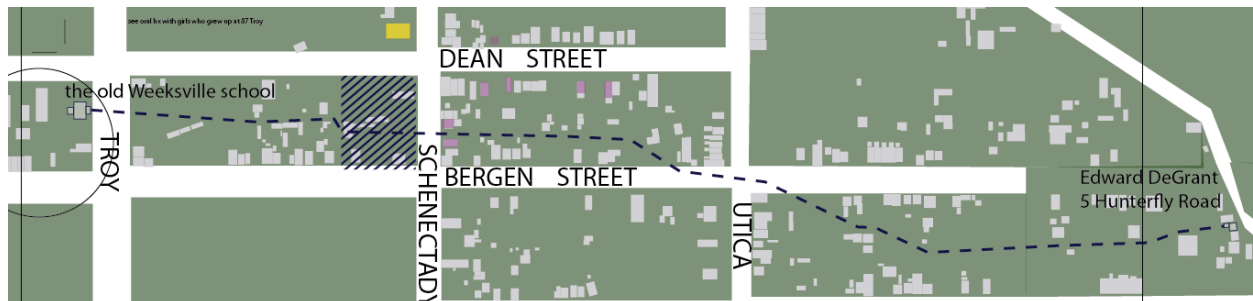 see oral hx with girls who grew up at 87 Troy
DEAN STREET
the old Weeksville school
TROY
SCHENECTADY
BERGEN STREET
UTICA
Edward DeGrant
5 Hunterfly Road